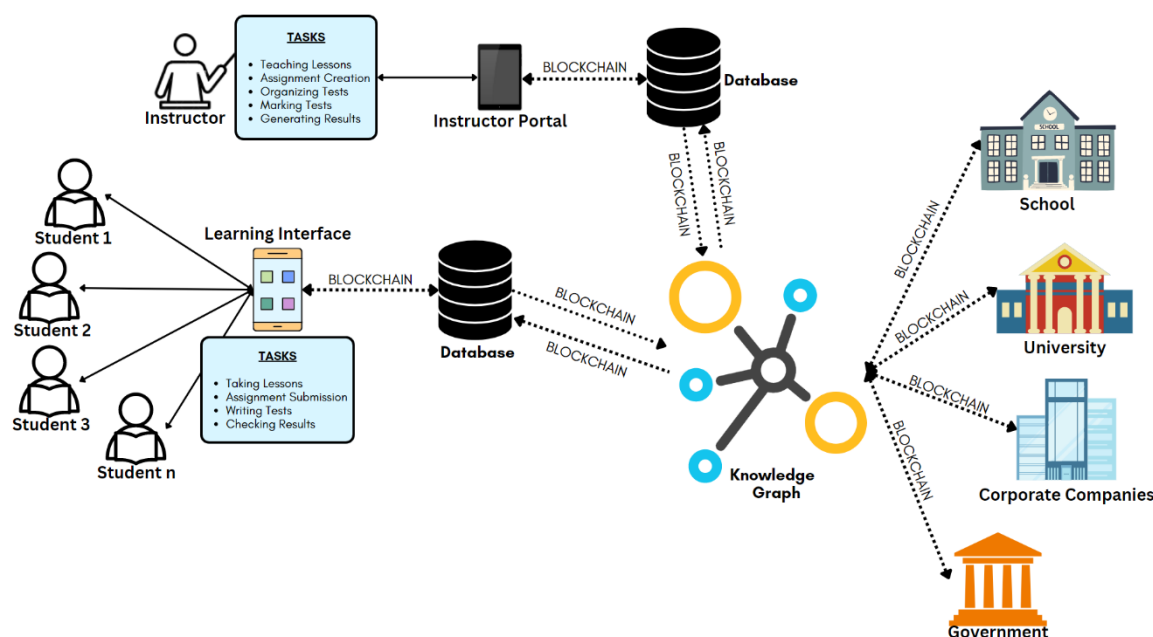 TASKS
• Teaching Lessons
• Assignment Creation
• Organizing Tests
• Marking Tests
• Generating Results
Instructor
Instructor Portal
BLOCKCHAIN
Database
BLOCKCHAIN
BLOCKCHAIN
Student 1
Student 2
Student 3
Student n
Learning Interface
TASKS
• Taking Lessons
• Assignment Submission
• Writing Tests
• Checking Results
BLOCKCHAIN
Database
BLOCKCHAIN
BLOCKCHAIN
Knowledge
Graph
BLOCKCHAIN
BLOCKCHAIN
BLOCKCHAIN
BLOCKCHAIN
SCHOOL
School
University
Corporate Companies
Government